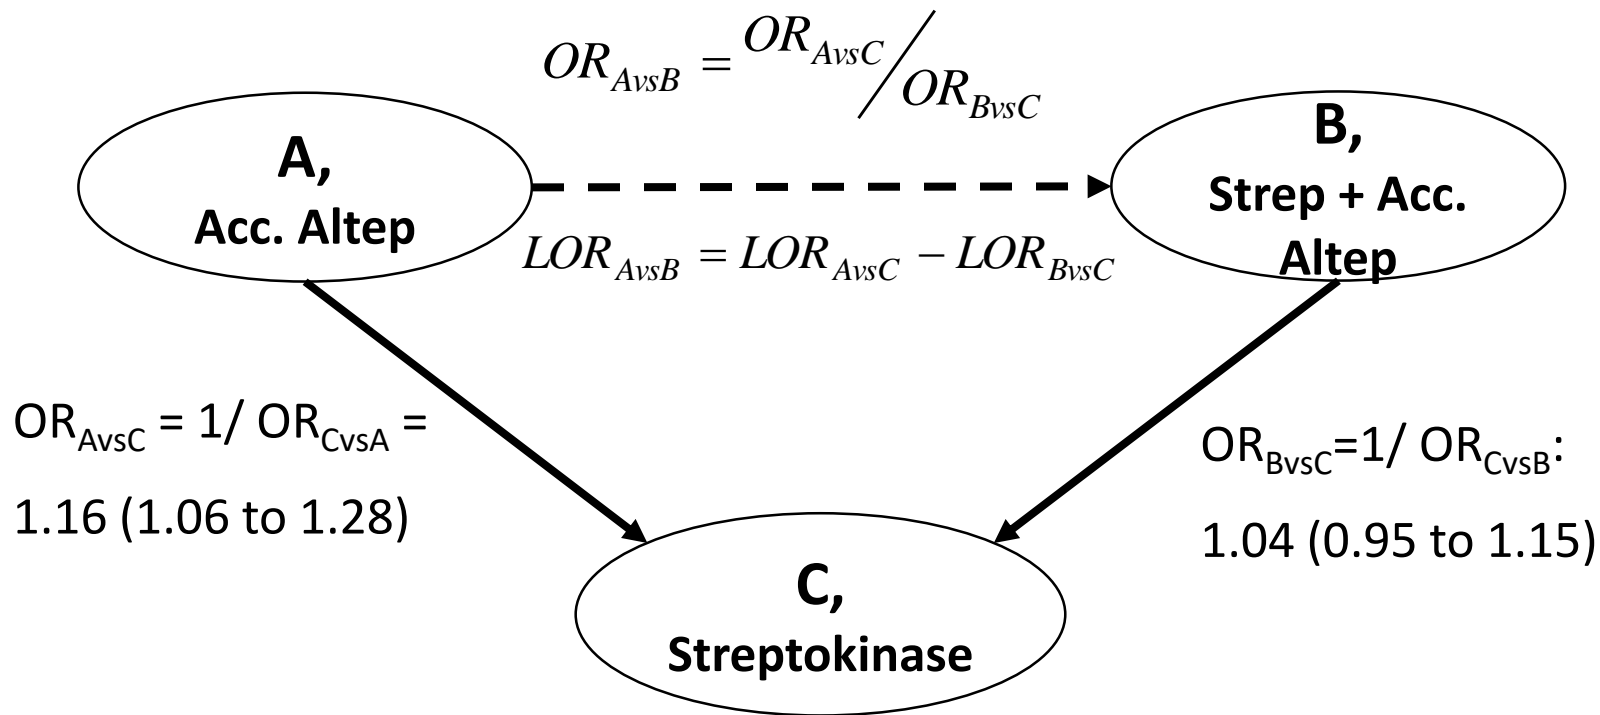 OR_AvsB = OR_AvsC / OR_BvsC
A,
Acc. Altep
B,
Strep + Acc.
Altep
LOR_AvsB = LOR_AvsC − LOR_BvsC
OR_AvsC = 1/ OR_CvsA =
1.16 (1.06 to 1.28)
OR_BvsC=1/ OR_CvsB:
1.04 (0.95 to 1.15)
C,
Streptokinase